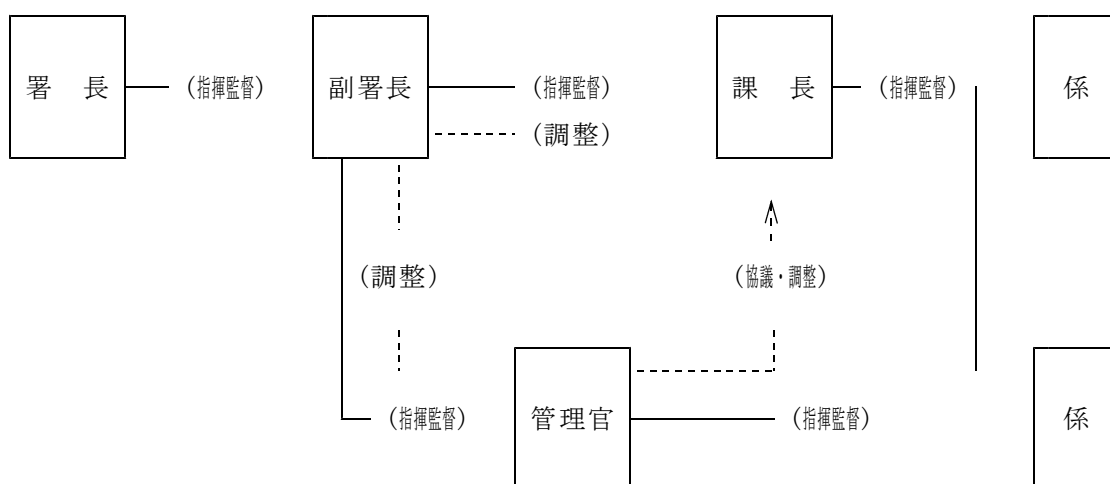 署　長 (指揮監督) 副署長 (指揮監督) 課　長 (指揮監督) 係
(調整)
(調整) (協議・調整)
(指揮監督) 管理官 (指揮監督) 係